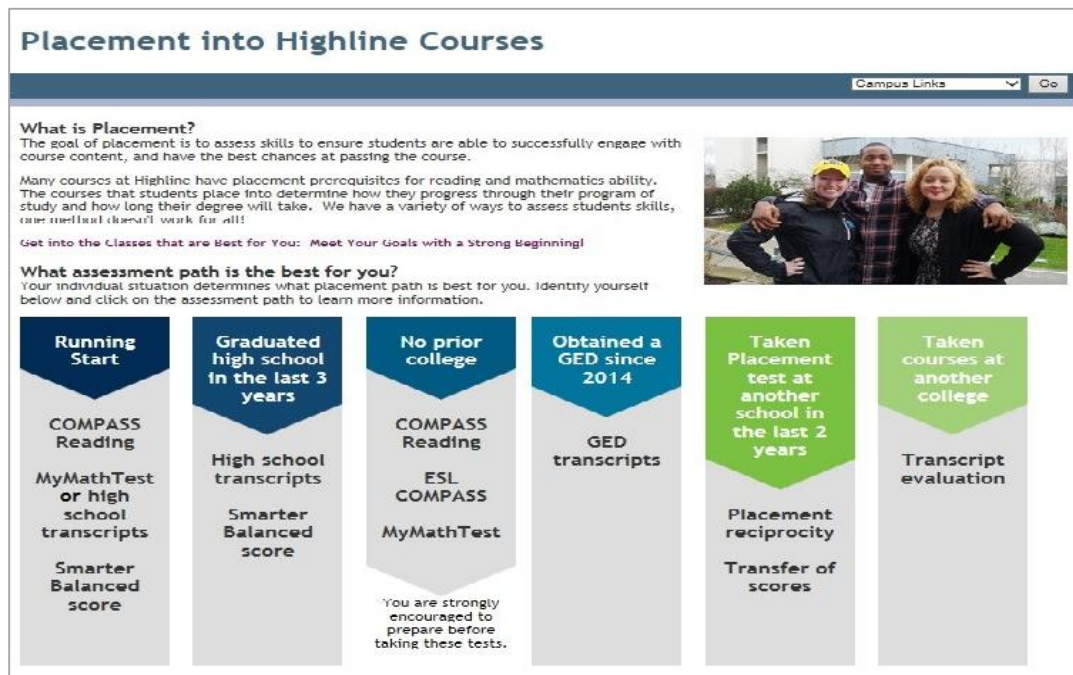 Placement into Highline Courses
Campus Links
Go
What is Placement?
The goal of placement is to assess skills to ensure students are able to successfully engage with
course content, and have the best chances at passing the course.
Many courses at Highline have placement prerequisites for reading and mathematics ability.
The courses that students place into determine how they progress through their program of
study and how long their degree will take. We have a variety of ways to assess students skills,
one method doesn't work for all!
Get into the Classes that are Best for You: Meet Your Goals with a Strong Beginning!
What assessment path is the best for you?
Your individual situation determines what placement path is best for you. Identify yourself
below and click on the assessment path to learn more information.
Running
Start
COMPASS
Reading
MyMathTest
or high
school
transcripts
Smarter
Balanced
score
Graduated
high school
in the last 3
years
High school
transcripts
Smarter
Balanced
score
No prior
college
COMPASS
Reading
ESL
COMPASS
MyMathTest
You are strongly
encouraged to
prepare before
taking these tests.
Obtained a
GED since
2014
GED
transcripts
Taken
Placement
test at
another
school in
the last 2
years
Placement
reciprocity
Transfer of
scores
Taken
courses at
another
college
Transcript
evaluation